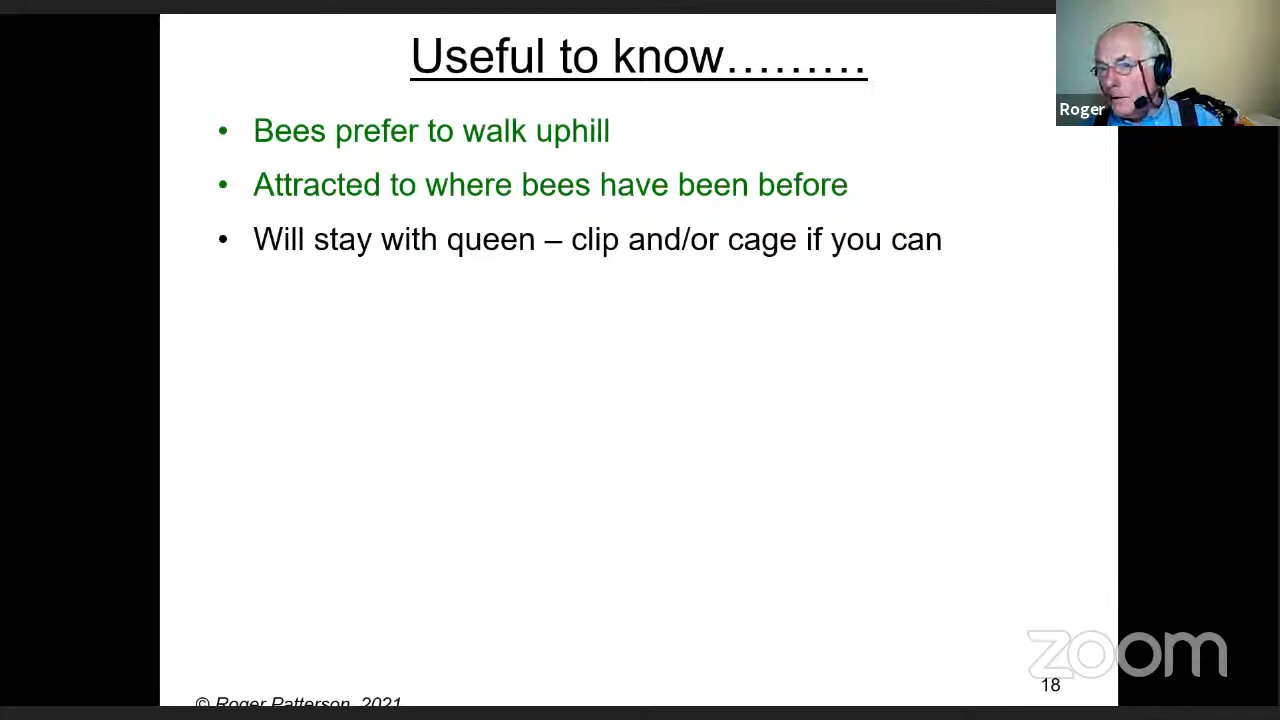 Useful to know.........
Roger
• Bees prefer to walk uphill
• Attracted to where bees have been before
• Will stay with queen – clip and/or cage if you can
zoom
18
© Roger Patterson, 2021